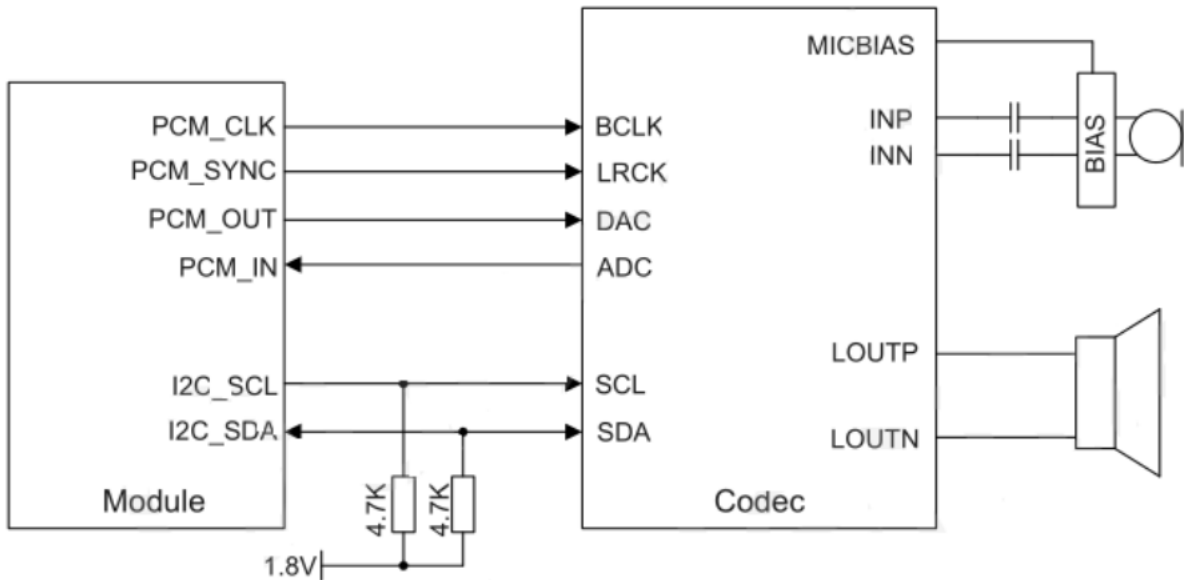 MICBIAS
PCM_CLK BCLK INP
PCM_SYNC LRCK INN BIAS
PCM_OUT DAC
PCM_IN ADC
LOUTP
I2C_SCL SCL
I2C_SDA SDA LOUTN
4.7K 4.7K
Module Codec
1.8V